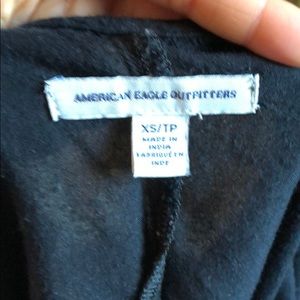 AMERICAN EAGLE OUTFITTERS
XS/TP
MADE IN
INDIA
FABRIQUÉ EN
INDE